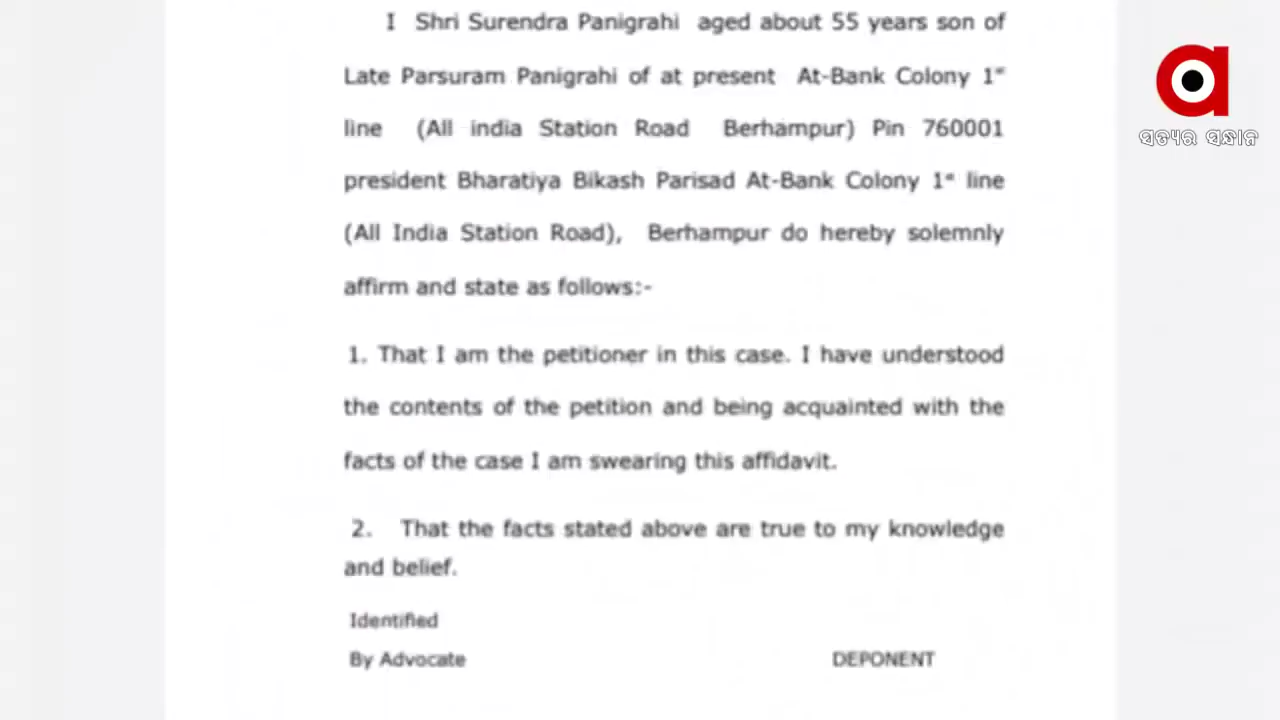 I Shri Surendra Panigrahi aged about 55 years son of
Late Parsuram Panigrahi of at present At-Bank Colony 1st
line (All india Station Road Berhampur) Pin 760001
president Bharatiya Bikash Parisad At-Bank Colony 1st line
(All India Station Road), Berhampur do hereby solemnly
affirm and state as follows:-
1. That I am the petitioner in this case. I have understood
the contents of the petition and being acquainted with the
facts of the case I am swearing this affidavit.
2. That the facts stated above are true to my knowledge
and belief.
Identified
By Advocate DEPONENT
ସତ୍ୟର ସନ୍ଧାନ